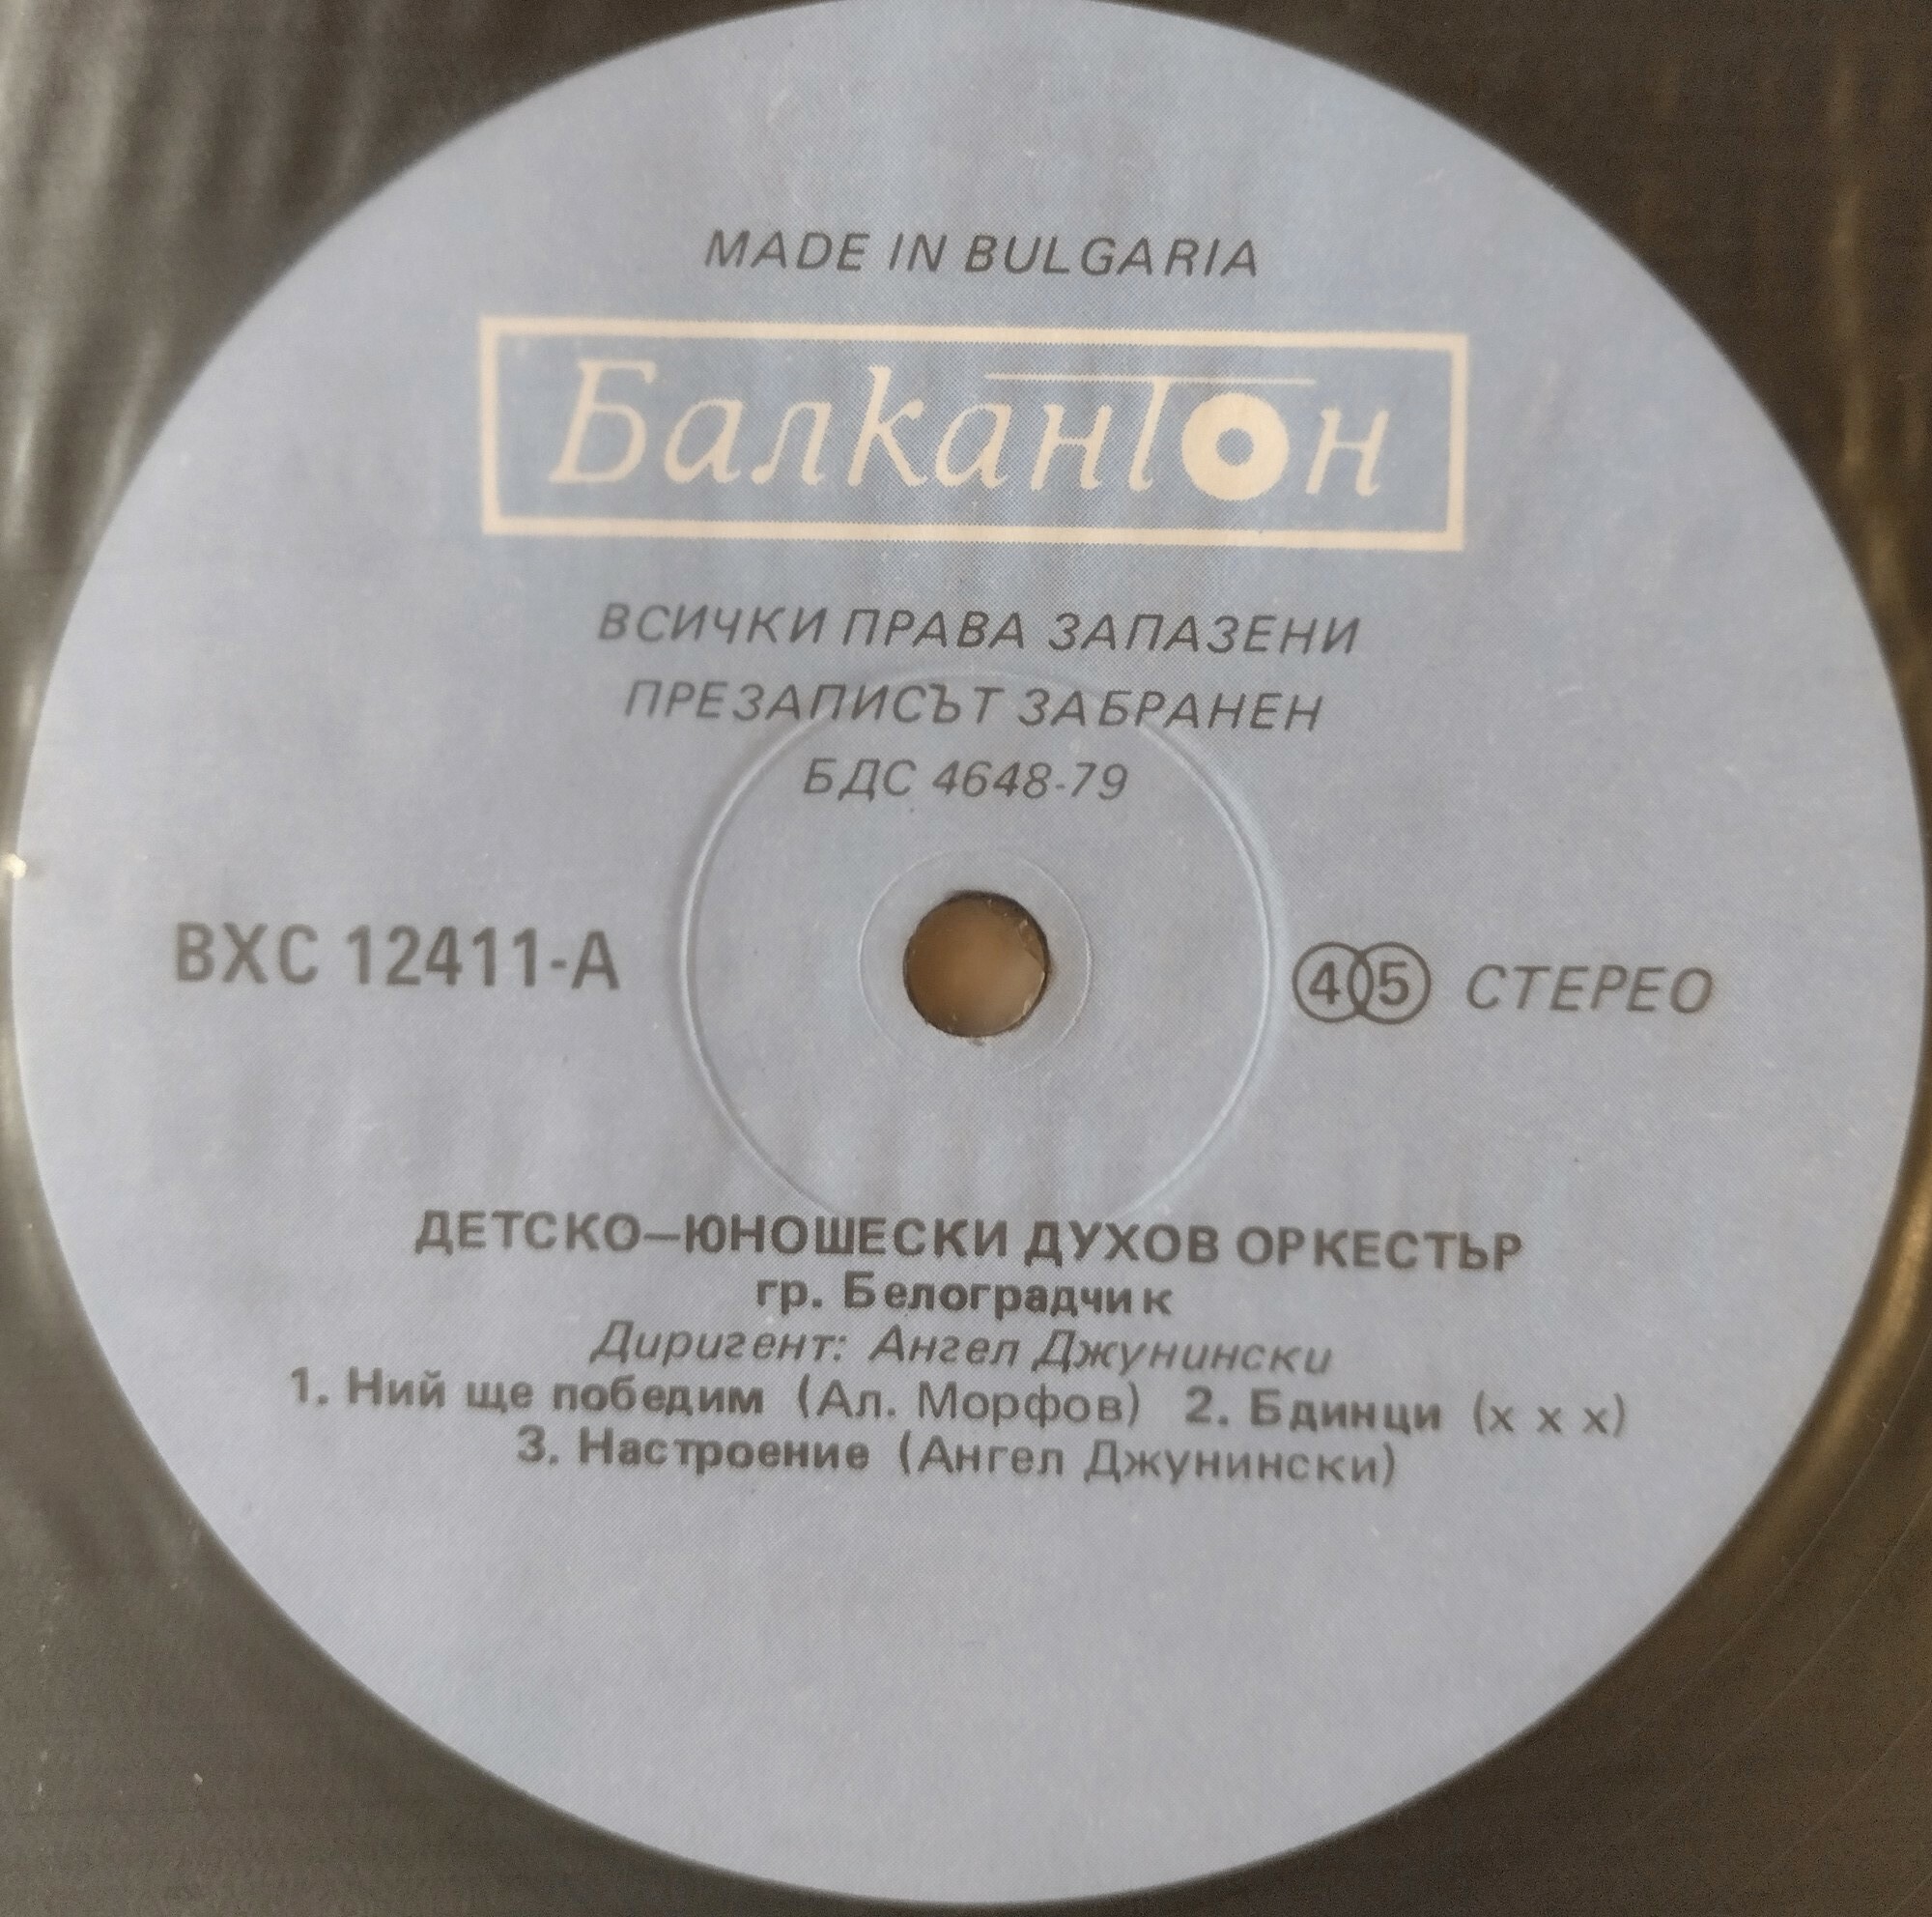 MADE IN BULGARIA
Балкантон
ВСИЧКИ ПРАВА ЗАПАЗЕНИ
ПРЕЗАПИСЪТ ЗАБРАНЕН
БДС 4648-79
ВХС 12411-А
45 СТЕРЕО
ДЕТСКО–ЮНОШЕСКИ ДУХОВ ОРКЕСТЪР
гр. Белоградчик
Диригент: Ангел Джунински
1. Ний ще победим (Ал. Морфов) 2. Бдинци (х х х)
3. Настроение (Ангел Джунински)